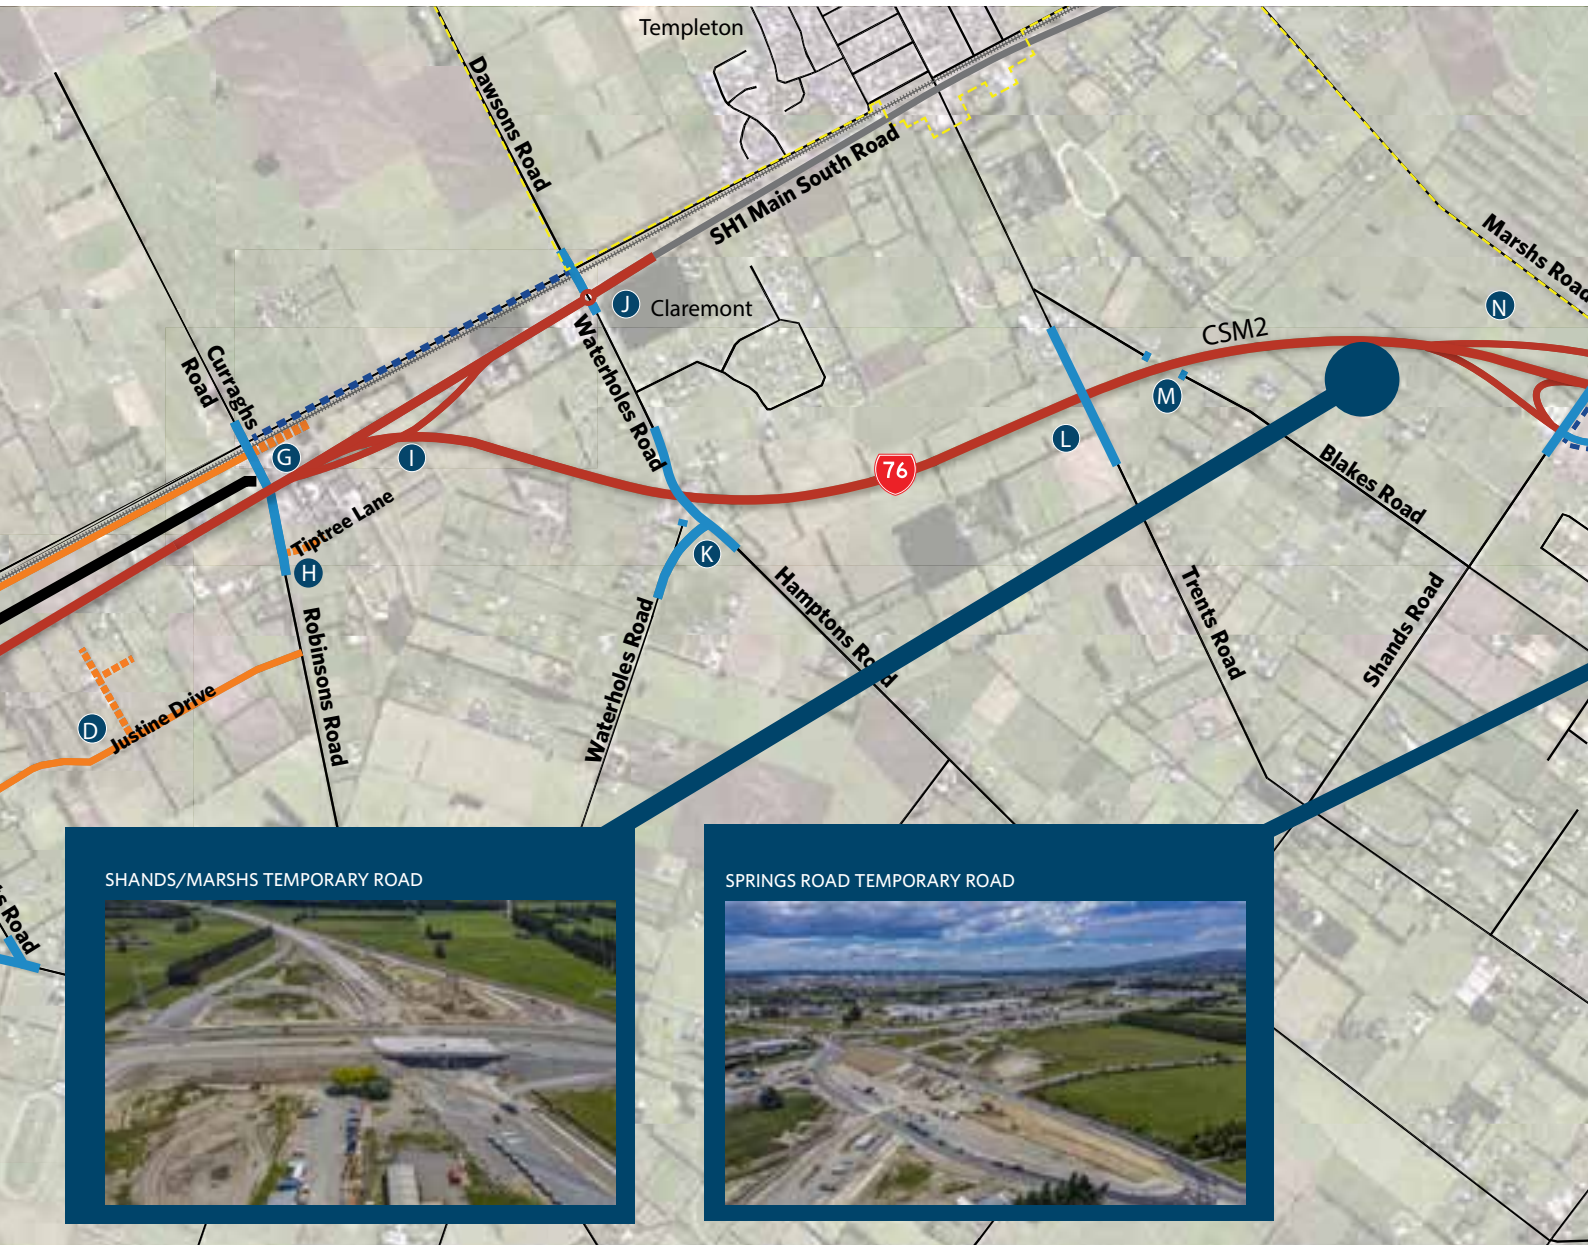 Templeton
Dawsons Road
SH1 Main South Road
Marshs Road
N
J
Claremont
CSM2
Waterholes Road
Curraghs
Road
M
L
G
I
76
Blakes Road
Tiptree Lane
H
K
Hamptons Road
Trents Road
Shands Road
Robinsons Road
Waterholes Road
D
Justine Drive
Road
SHANDS/MARSHS TEMPORARY ROAD
SPRINGS ROAD TEMPORARY ROAD